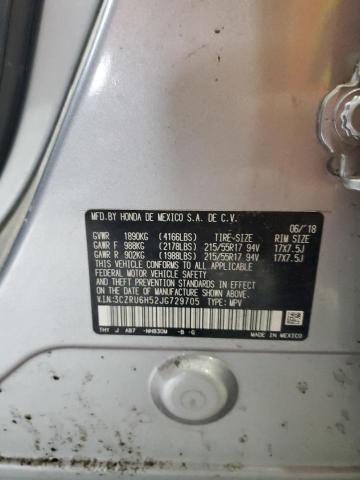 MFD.BY HONDA DE MEXICO S.A. DE C.V. 06/'18
GVWR 1890KG (4166LBS) TIRE-SIZE RIM SIZE
GAWR F 988KG (2178LBS) 215/55R17 94V 17X7.5J
GAWR R 902KG (1988LBS) 215/55R17 94V 17X7.5J
THIS VEHICLE CONFORMS TO ALL APPLICABLE
FEDERAL MOTOR VEHICLE SAFETY STANDARDS
IN EFFECT ON THE DATE OF MANUFACTURE SHOWN ABOVE.
V.I.N:3CZRU6H52JG729705 TYPE: MPV
THY J AB7 -NH830M -B -G MADE IN MEXICO